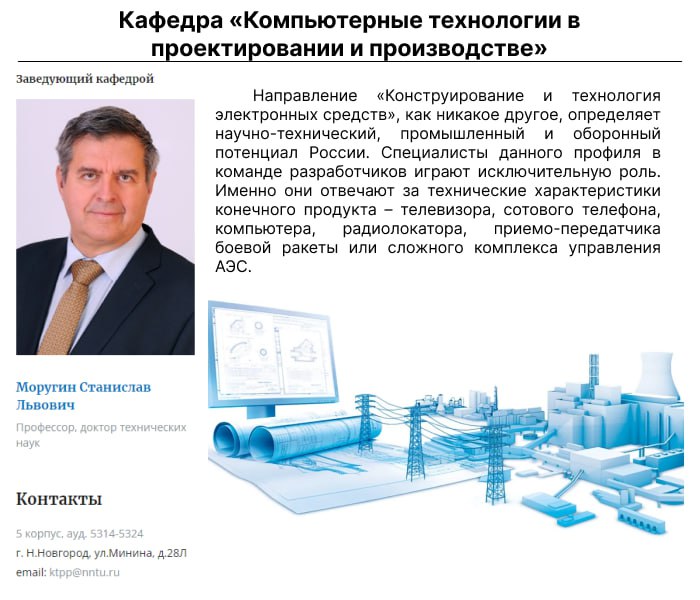 Кафедра «Компьютерные технологии в
проектировании и производстве»
Заведующий кафедрой
Направление «Конструирование и технология
электронных средств», как никакое другое, определяет
научно-технический, промышленный и оборонный
потенциал России. Специалисты данного профиля в
команде разработчиков играют исключительную роль.
Именно они отвечают за технические характеристики
конечного продукта – телевизора, сотового телефона,
компьютера, радиолокатора, приемо-передатчика
боевой ракеты или сложного комплекса управления
АЭС.
Моругин Станислав
Львович
Профессор, доктор технических
наук
Контакты
5 корпус, ауд. 5314-5324
г. Н.Новгород, ул.Минина, д.28Л
email: ktpp@nntu.ru